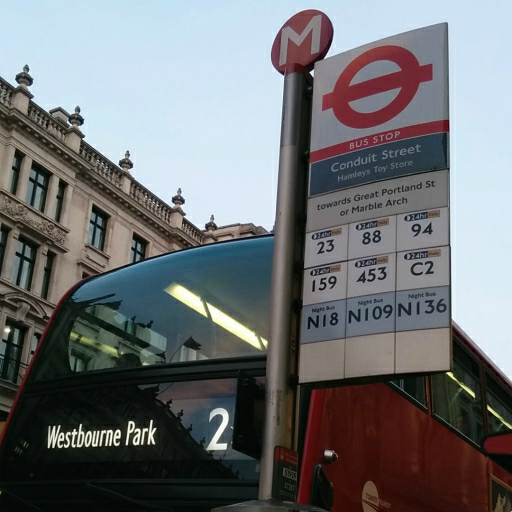 M
BUS STOP
Conduit Street
Hamleys Toy Store
towards Great Portland St
or Marble Arch
24hr 24hr 24hr
23 88 94
24hr 24hr
159 453 C2
Night Bus Night Bus Night Bus
N18 N109 N136
Westbourne Park 2